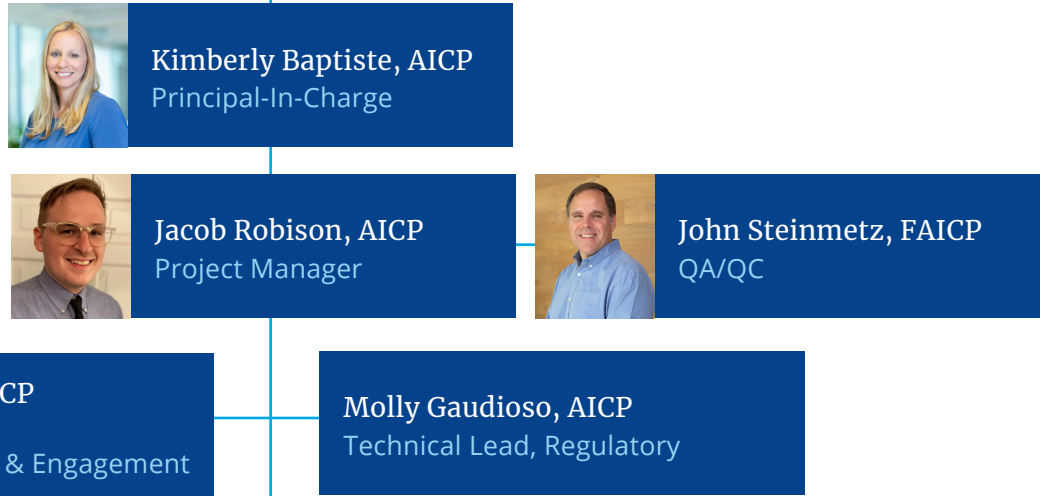 Kimberly Baptiste, AICP
Principal-In-Charge
Jacob Robison, AICP
Project Manager
John Steinmetz, FAICP
QA/QC
CP
& Engagement
Molly Gaudioso, AICP
Technical Lead, Regulatory